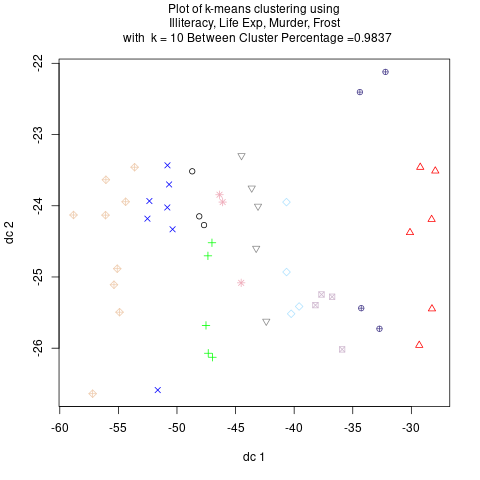 Plot of k-means clustering using
Illiteracy, Life Exp, Murder, Frost
with k = 10 Between Cluster Percentage =0.9837
-22
-23
-24
-25
-26
dc 2
-60 -55 -50 -45 -40 -35 -30
dc 1